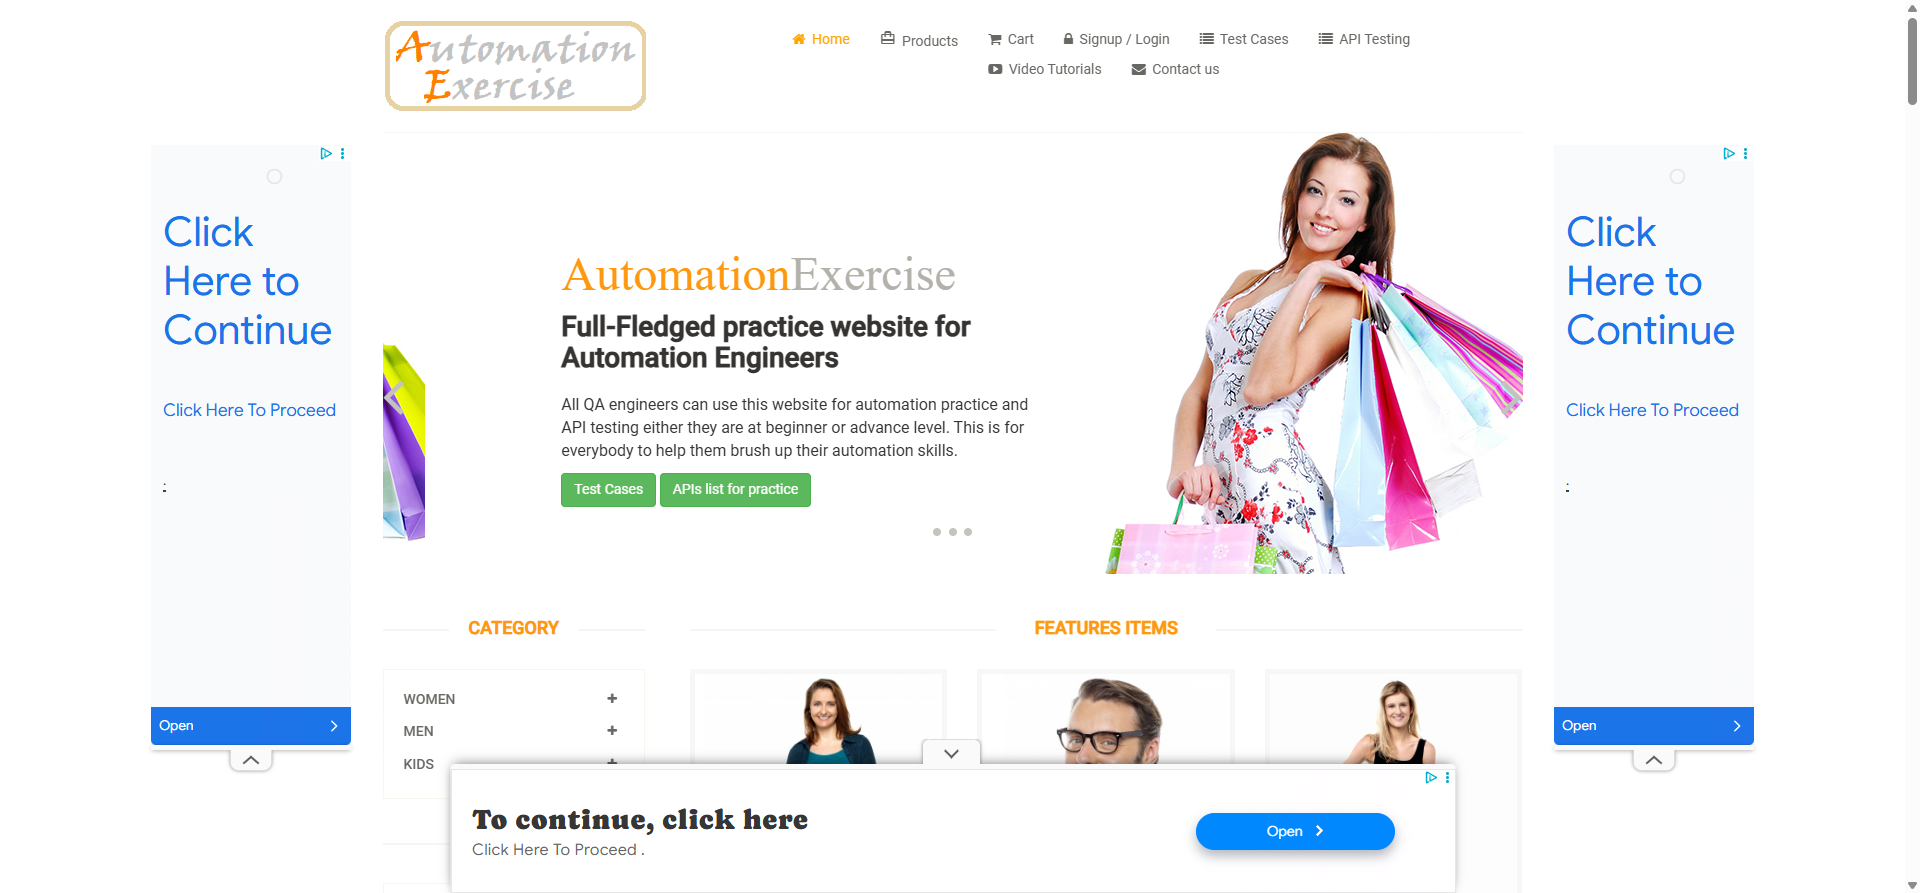 Automation
Exercise
Home
Products
Cart
Signup / Login
Test Cases
API Testing
Video Tutorials
Contact us
Click
Here to
Continue
Click Here To Proceed
.
Open
AutomationExercise
Full-Fledged practice website for
Automation Engineers
All QA engineers can use this website for automation practice and
API testing either they are at beginner or advance level. This is for
everybody to help them brush up their automation skills.
Test Cases
APIs list for practice
Click
Here to
Continue
Click Here To Proceed
.
Open
CATEGORY
WOMEN
MEN
KIDS
FEATURES ITEMS
To continue, click here
Click Here To Proceed .
Open